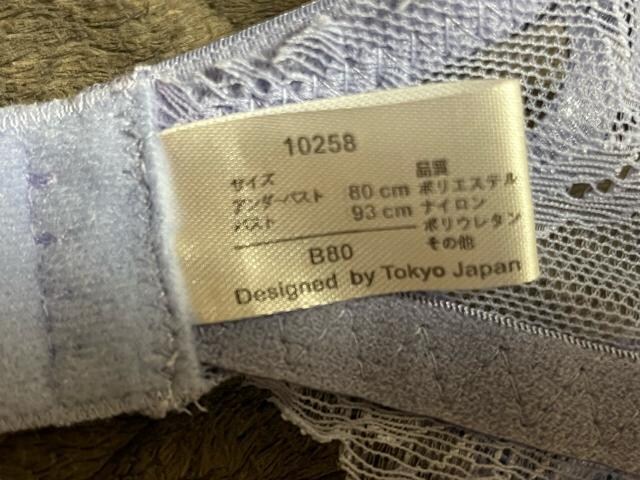 10258
サイズ
アンダーバスト 80 cm
バスト 93 cm
B80
品質
ポリエステル
ナイロン
ポリウレタン
その他
Designed by Tokyo Japan